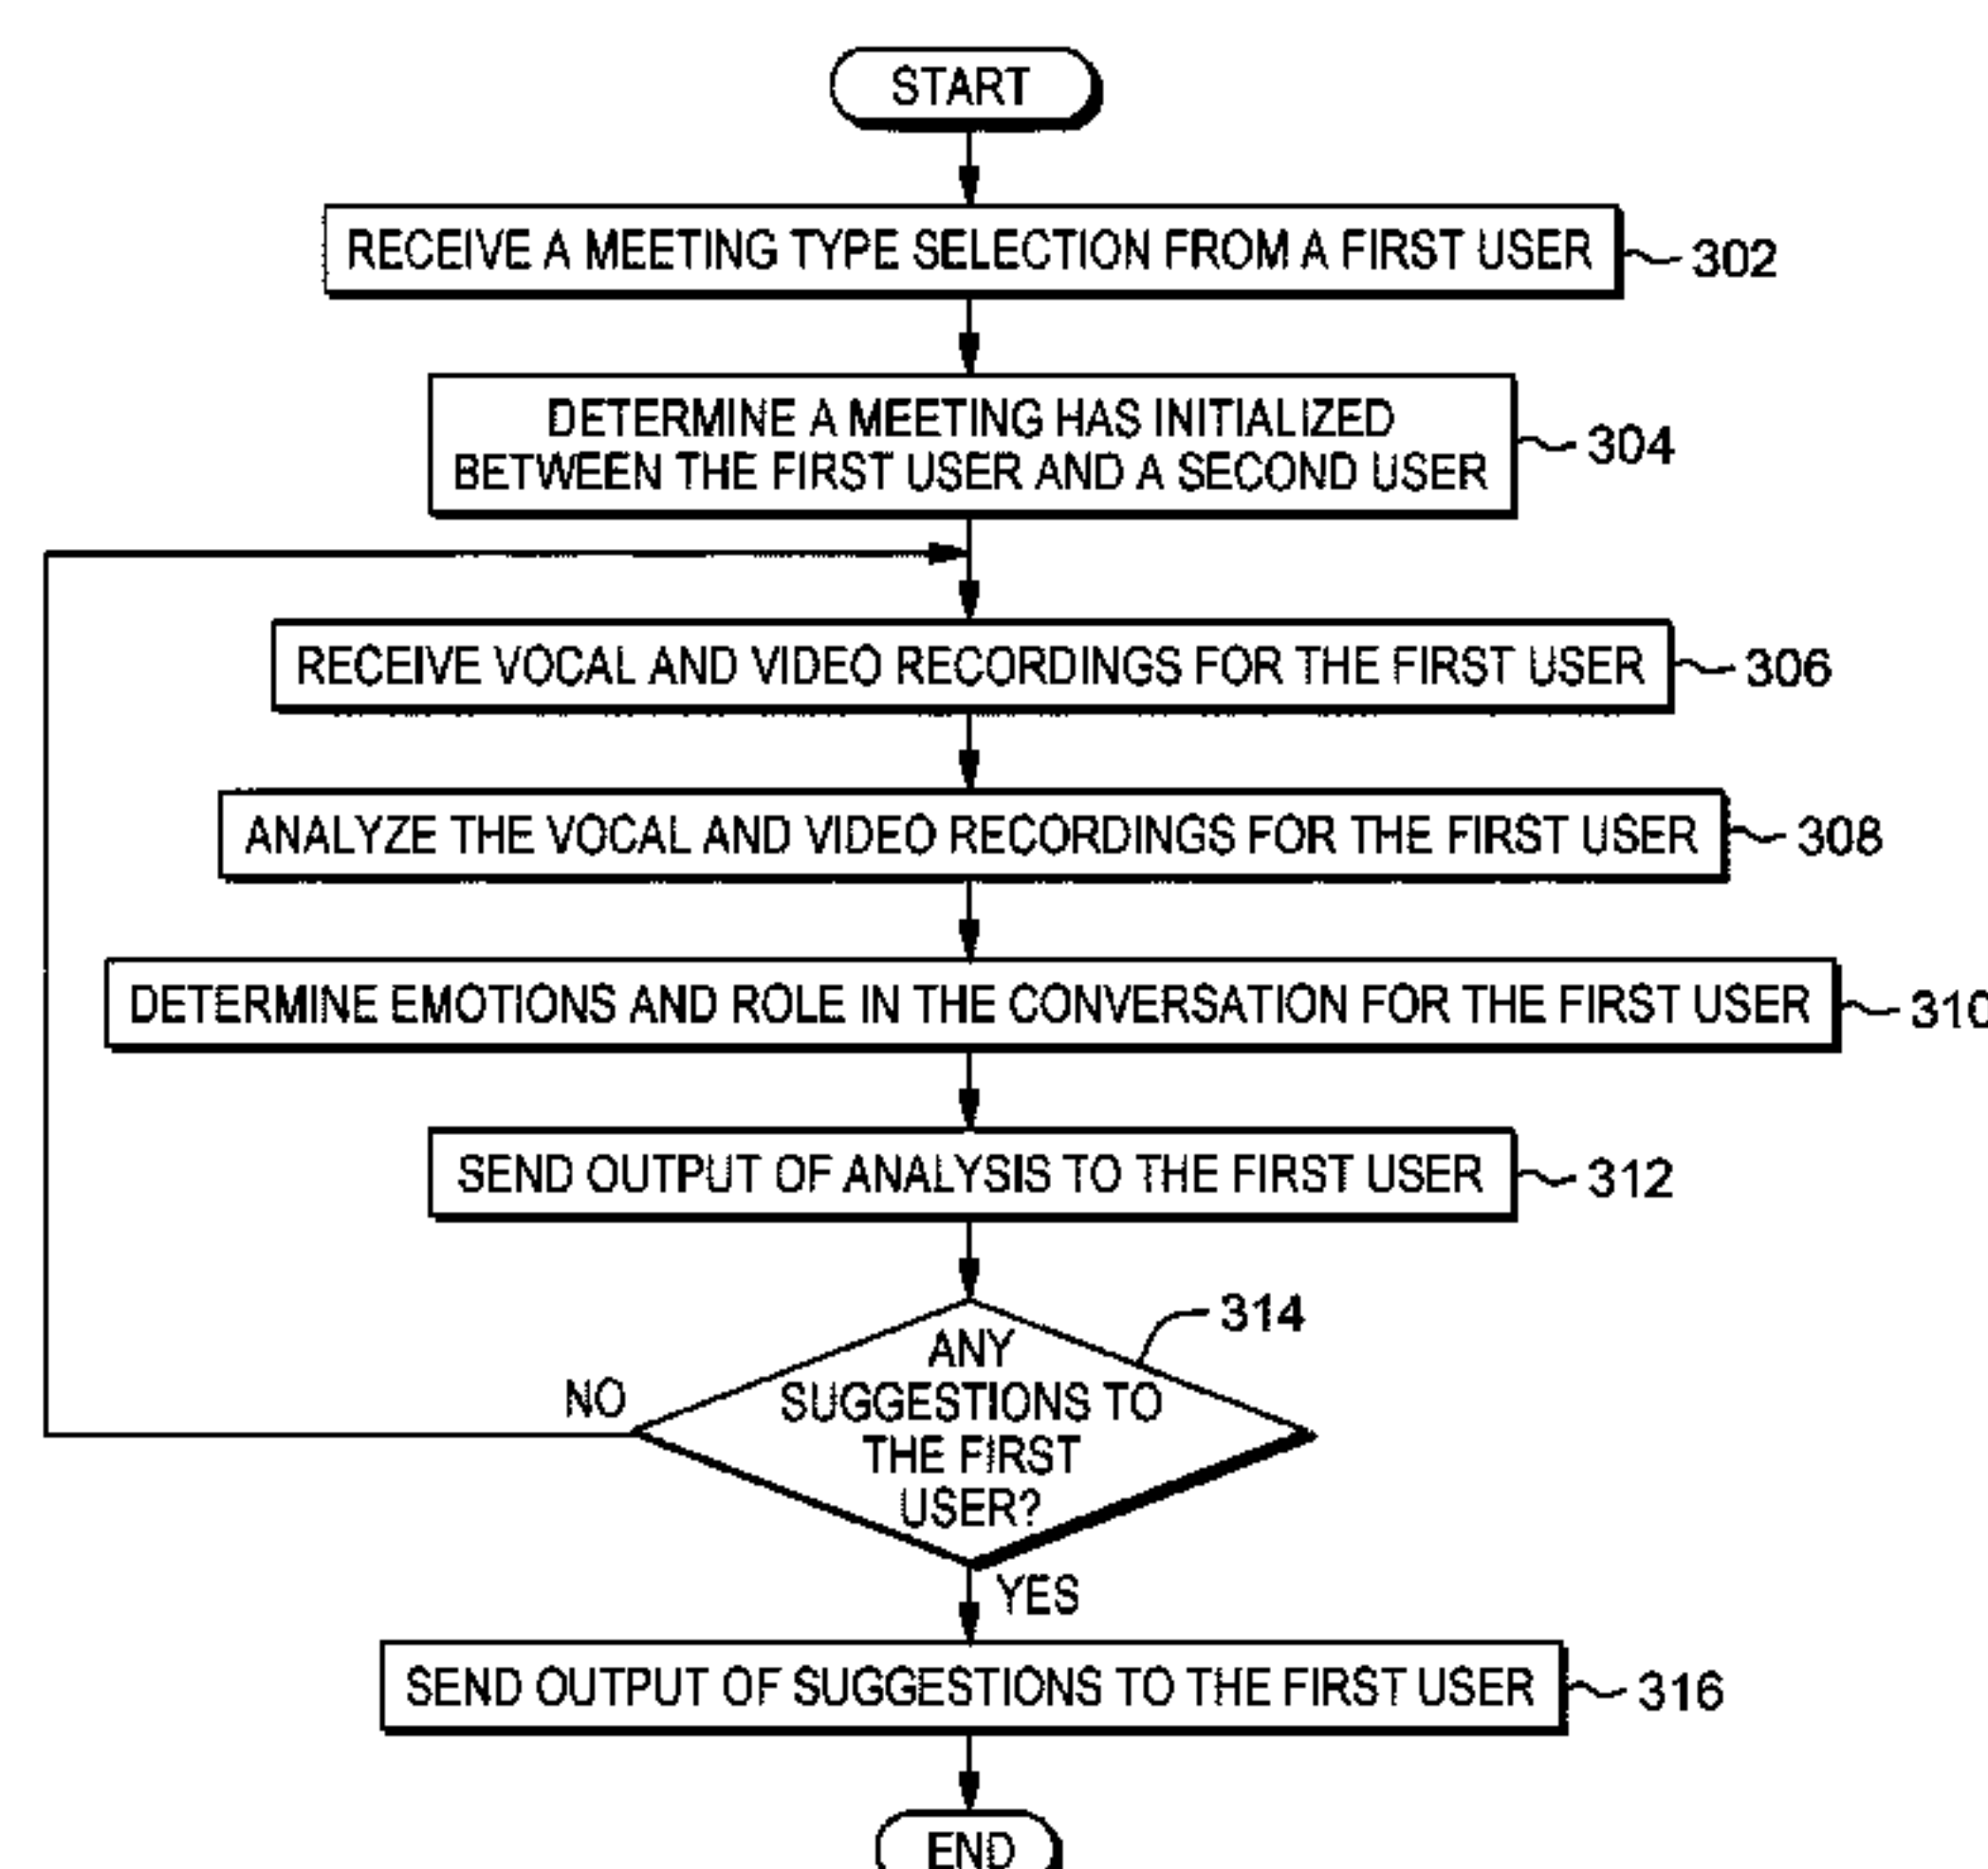 START
RECEIVE A MEETING TYPE SELECTION FROM A FIRST USER
302
DETERMINE A MEETING HAS INITIALIZED
BETWEEN THE FIRST USER AND A SECOND USER
304
RECEIVE VOCAL AND VIDEO RECORDINGS FOR THE FIRST USER
306
ANALYZE THE VOCAL AND VIDEO RECORDINGS FOR THE FIRST USER
308
DETERMINE EMOTIONS AND ROLE IN THE CONVERSATION FOR THE FIRST USER
310
SEND OUTPUT OF ANALYSIS TO THE FIRST USER
312
314
ANY
SUGGESTIONS TO
THE FIRST
USER?
NO
YES
SEND OUTPUT OF SUGGESTIONS TO THE FIRST USER
316
END